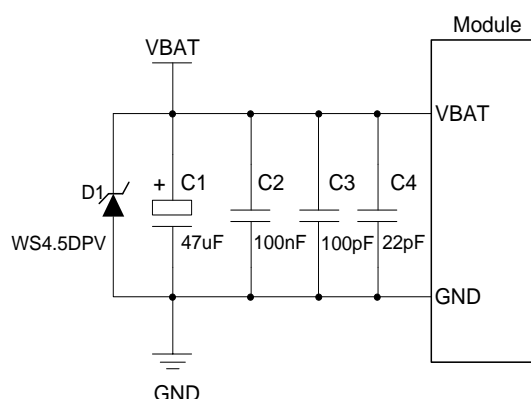 Module
VBAT
VBAT
D1
+ C1
C2
C3
C4
WS4.5DPV
47uF
100nF
100pF
22pF
GND
GND